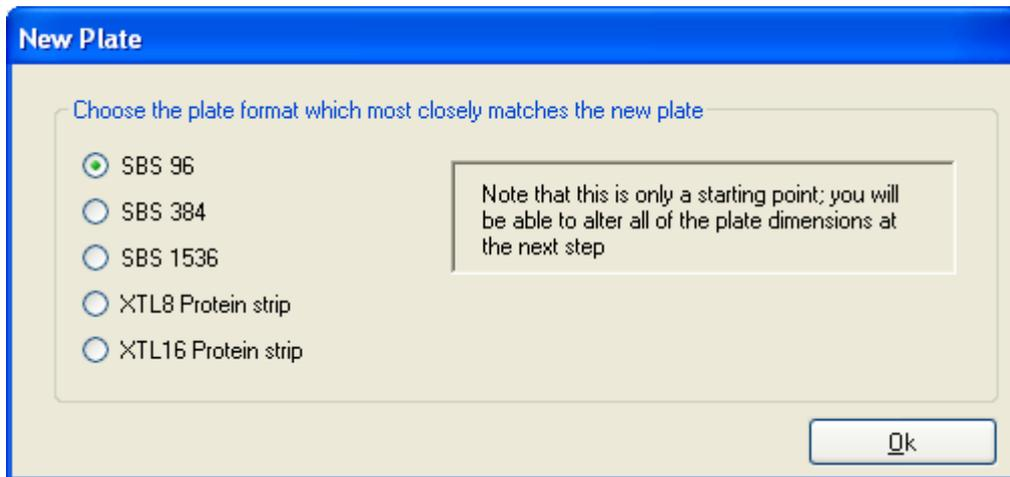 New Plate
Choose the plate format which most closely matches the new plate
SBS 96
SBS 384
SBS 1536
XTL8 Protein strip
XTL16 Protein strip
Note that this is only a starting point; you will
be able to alter all of the plate dimensions at
the next step
Ok